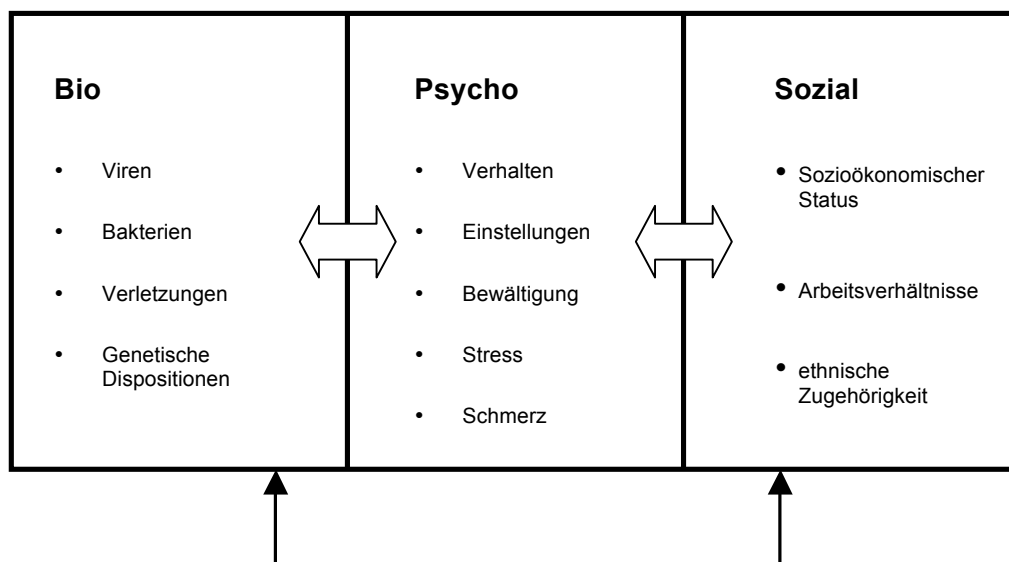 Bio
• Viren
• Bakterien
• Verletzungen
• Genetische
Dispositionen
Psycho
• Verhalten
• Einstellungen
• Bewältigung
• Stress
• Schmerz
Sozial
• Sozioökonomischer
Status
• Arbeitsverhältnisse
• ethnische
Zugehörigkeit